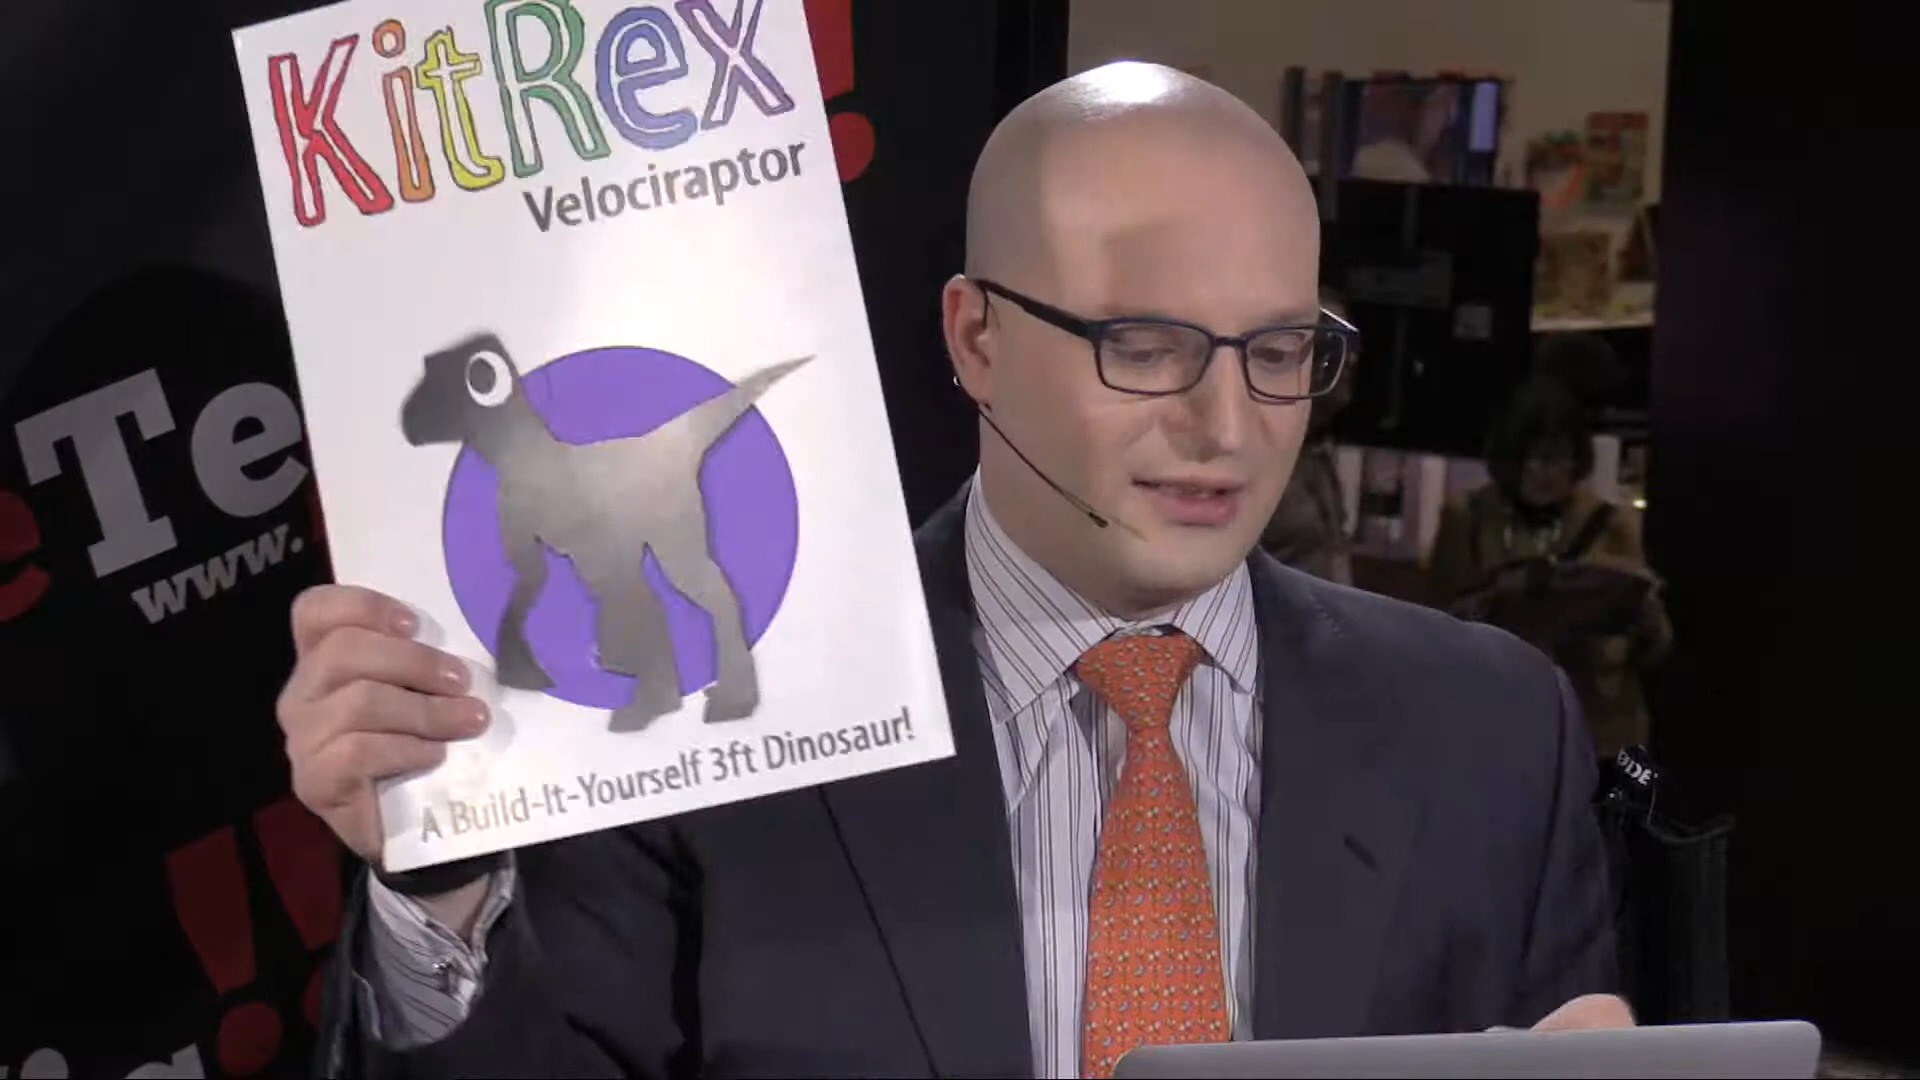 KitRex
Velociraptor
A Build-It-Yourself 3ft Dinosaur!
Te
www.